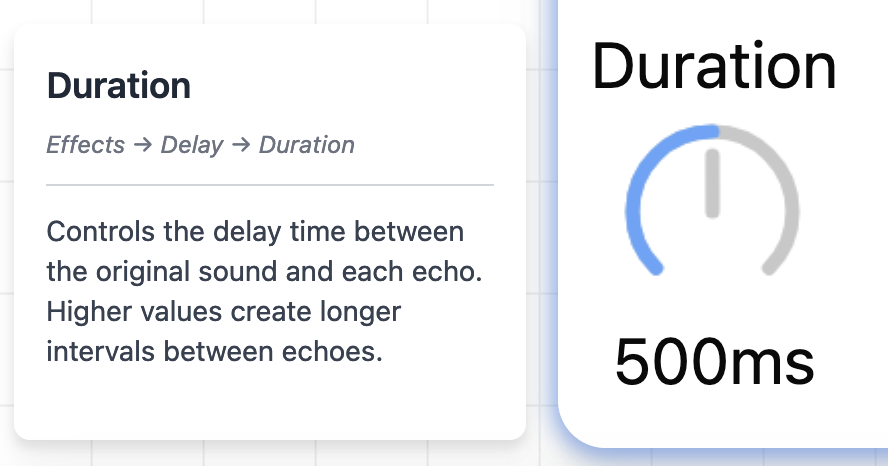 Duration
Effects → Delay → Duration
Controls the delay time between
the original sound and each echo.
Higher values create longer
intervals between echoes.
Duration
500ms